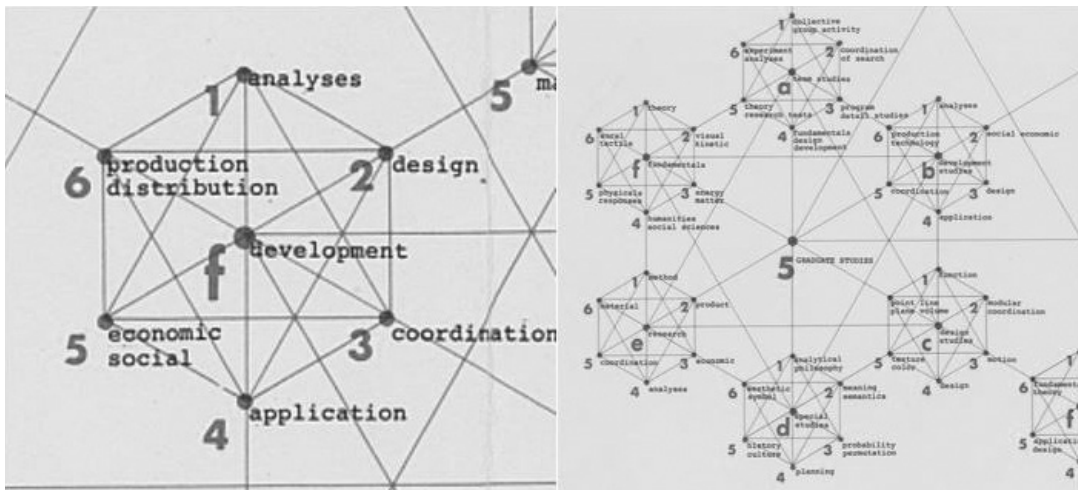 1
analyses
5
6
production
distribution
2
design
f
development
5
economic
social
3
coordination
4
application
1
collective
group activity
6
experiment
analyses
2
coordination
of search
a
team studies
5
theory
research tests
3
program
detail studies
4
fundamentals
design
development
1
theory
6
tactile
2
visual
kinetic
f
fundamentals
5
physicals
responses
3
energy
matter
4
humanities
social sciences
1
analyses
6
production
technology
2
social economic
b
development
studies
5
coordination
3
design
4
application
5
GRADUATE STUDIES
1
method
6
material
2
product
e
research
5
coordination
3
economic
4
analyses
1
function
6
point line
plane volume
2
modular
coordination
c
design
studies
5
texture
color
3
motion
4
design
1
analytical
philosophy
6
aesthetic
symbol
2
meaning
semantics
d
special
studies
5
history
culture
3
probability
permutation
4
planning
1
6
theory
f
5
design
4